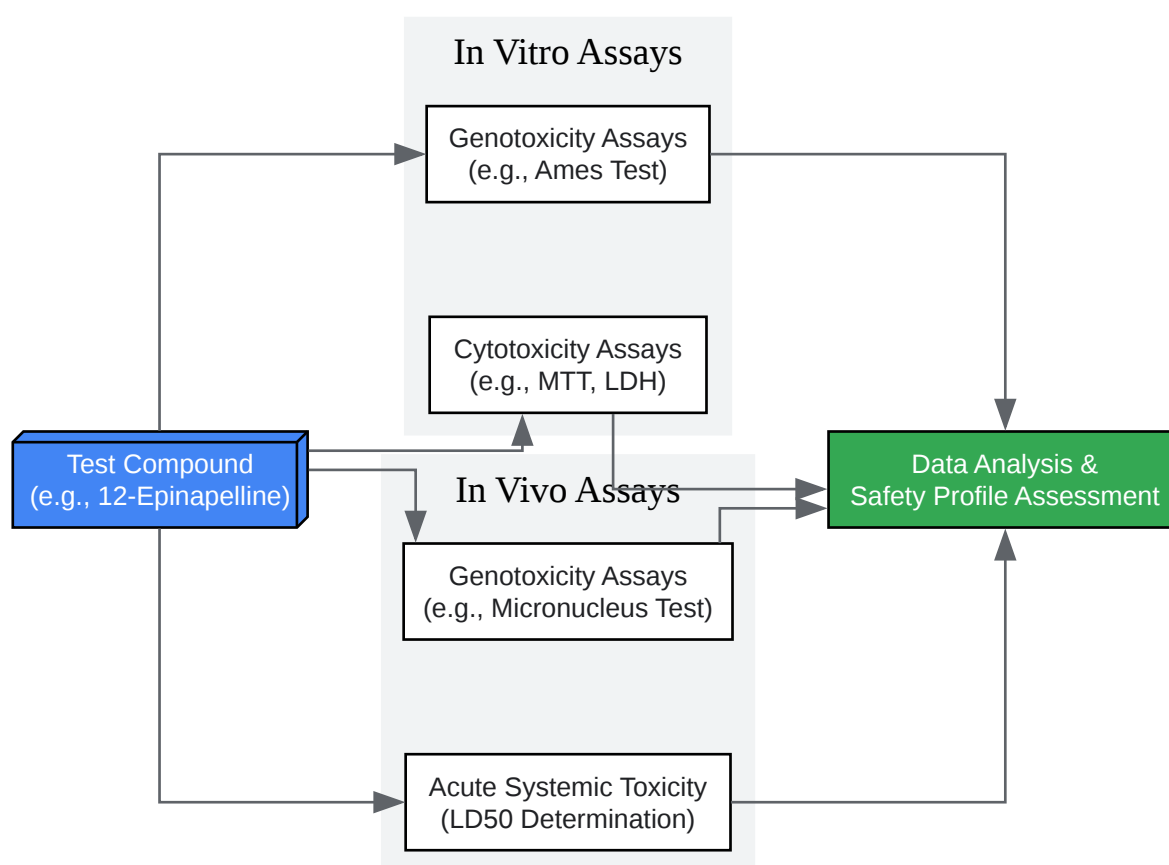 In Vitro Assays
Genotoxicity Assays
(e.g., Ames Test)
Cytotoxicity Assays
(e.g., MTT, LDH)
Test Compound
(e.g., 12-Epinapelline)
In Vivo Assays
Data Analysis &
Safety Profile Assessment
Genotoxicity Assays
(e.g., Micronucleus Test)
Acute Systemic Toxicity
(LD50 Determination)